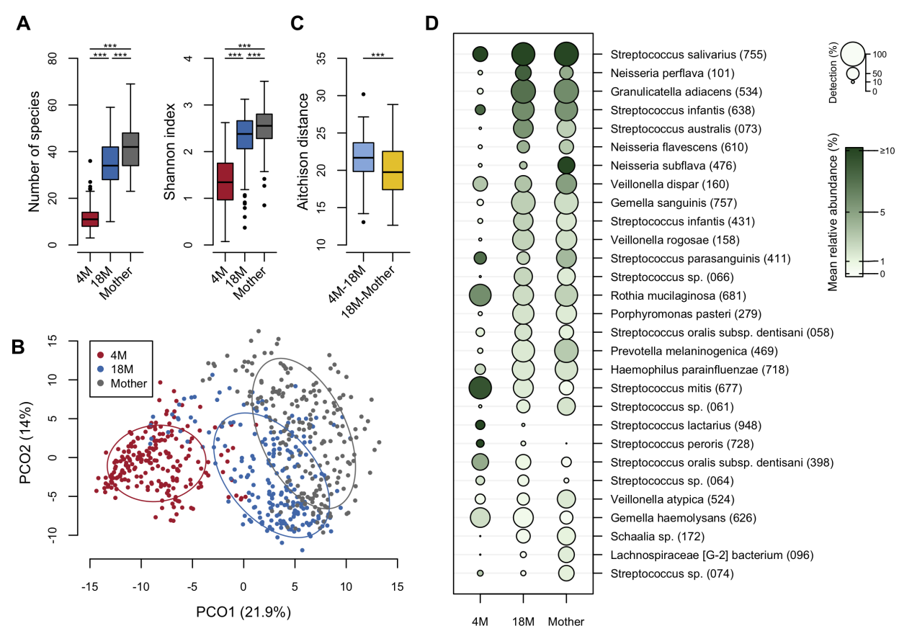 A
C
D
*** 
*** ***
***
*** ***
***
Number of species
80
60
40
20
0
4M
18M
Mother
Shannon index
4
3
2
1
0
4M
18M
Mother
Aitchison distance
35
30
25
20
15
10
4M-18M
18M-Mother
B
4M
18M
Mother
PCO2 (14%)
15
10
5
0
-5
-10
-15
-10
-5
0
5
10
15
PCO1 (21.9%)
Streptococcus salivarius (755)
Neisseria perflava (101)
Granulicatella adiacens (534)
Streptococcus infantis (638)
Streptococcus australis (073)
Neisseria flavescens (610)
Neisseria subflava (476)
Veillonella dispar (160)
Gemella sanguinis (757)
Streptococcus infantis (431)
Veillonella rogosae (158)
Streptococcus parasanguinis (411)
Streptococcus sp. (066)
Rothia mucilaginosa (681)
Porphyromonas pasteri (279)
Streptococcus oralis subsp. dentisani (058)
Prevotella melaninogenica (469)
Haemophilus parainfluenzae (718)
Streptococcus mitis (677)
Streptococcus sp. (061)
Streptococcus lactarius (948)
Streptococcus peroris (728)
Streptococcus oralis subsp. dentisani (398)
Streptococcus sp. (064)
Veillonella atypica (524)
Gemella haemolysans (626)
Schaalia sp. (172)
Lachnospiraceae [G-2] bacterium (096)
Streptococcus sp. (074)
4M
18M
Mother
Detection (%)
100
50
10
0
Mean relative abundance (%)
≥10
5
1
0